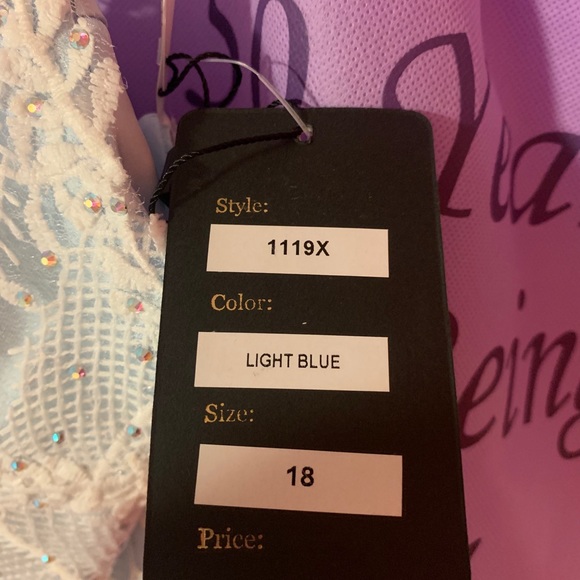 Style:
1119X
Color:
LIGHT BLUE
Size:
18
Price: